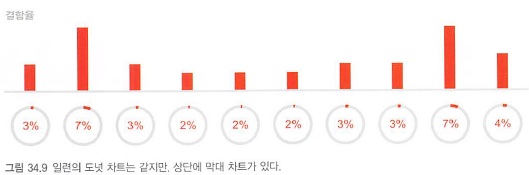 결함율
3% 7% 3% 2% 2% 2% 3% 3% 7% 4%
그림 34.9 일련의 도넛 차트는 같지만, 상단에 막대 차트가 있다.